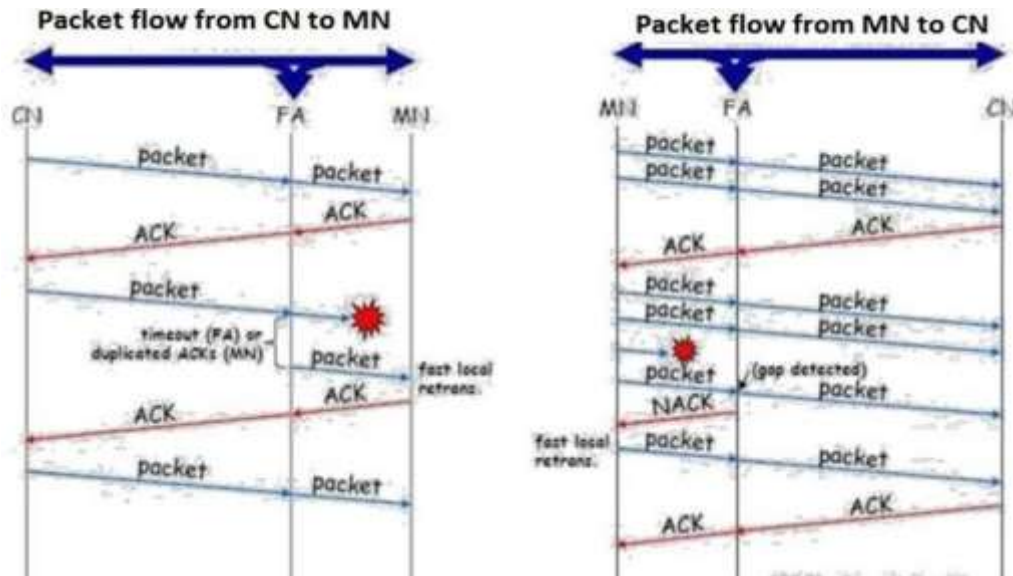 Packet flow from CN to MN
CN FA MN
packet
packet
ACK
ACK
packet
timeout (FA) or
duplicated ACKs (MN)
packet
fast local
retrans.
ACK
ACK
packet
packet
Packet flow from MN to CN
MN FA CN
packet
packet
packet
packet
ACK
ACK
packet
packet
packet
packet
(gap detected)
packet
packet
NACK
fast local
retrans.
packet
packet
ACK
ACK